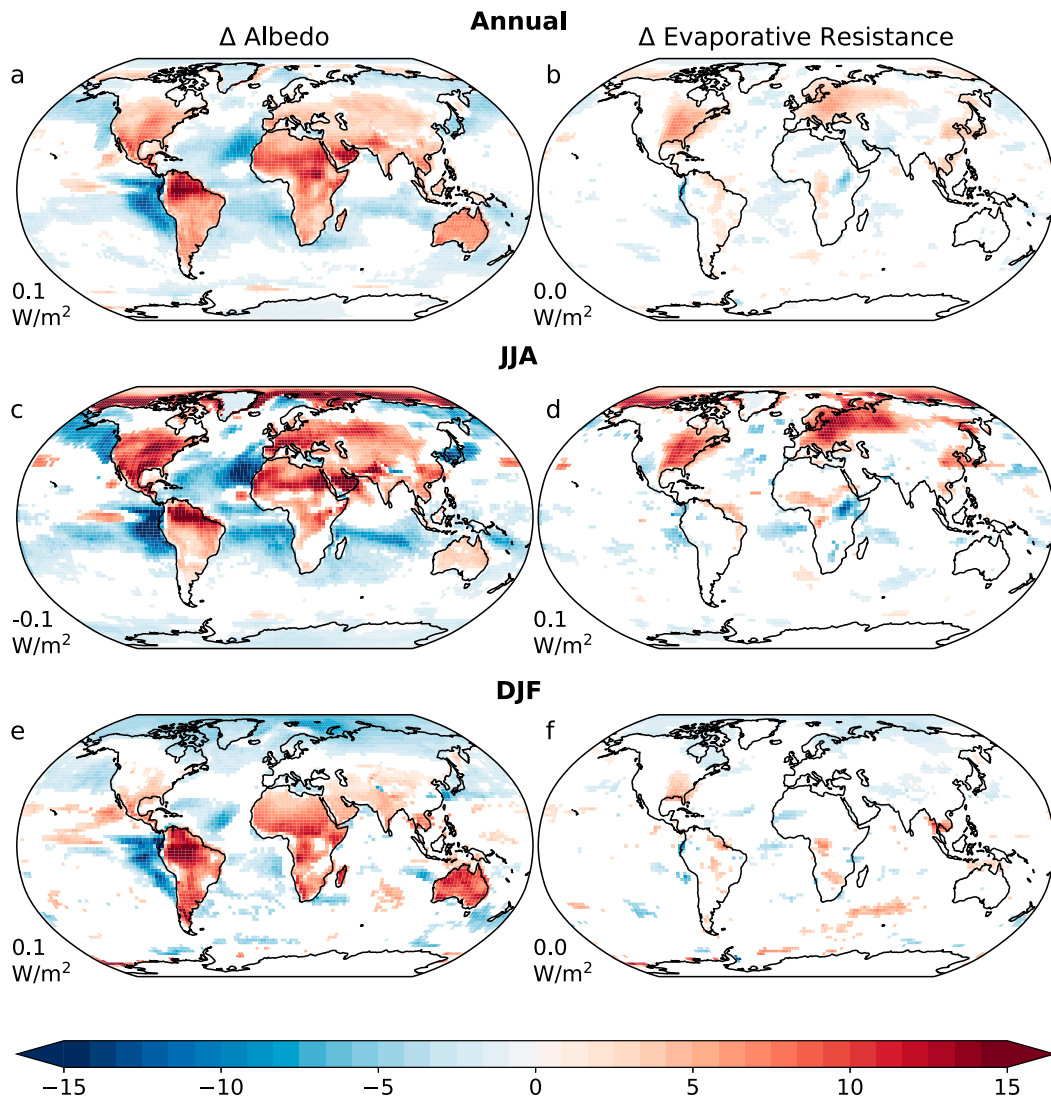 Annual
Δ Albedo
Δ Evaporative Resistance
a
b
0.1
W/m²
0.0
W/m²
JJA
c
d
-0.1
W/m²
0.1
W/m²
DJF
e
f
0.1
W/m²
0.0
W/m²
−15 −10 −5 0 5 10 15